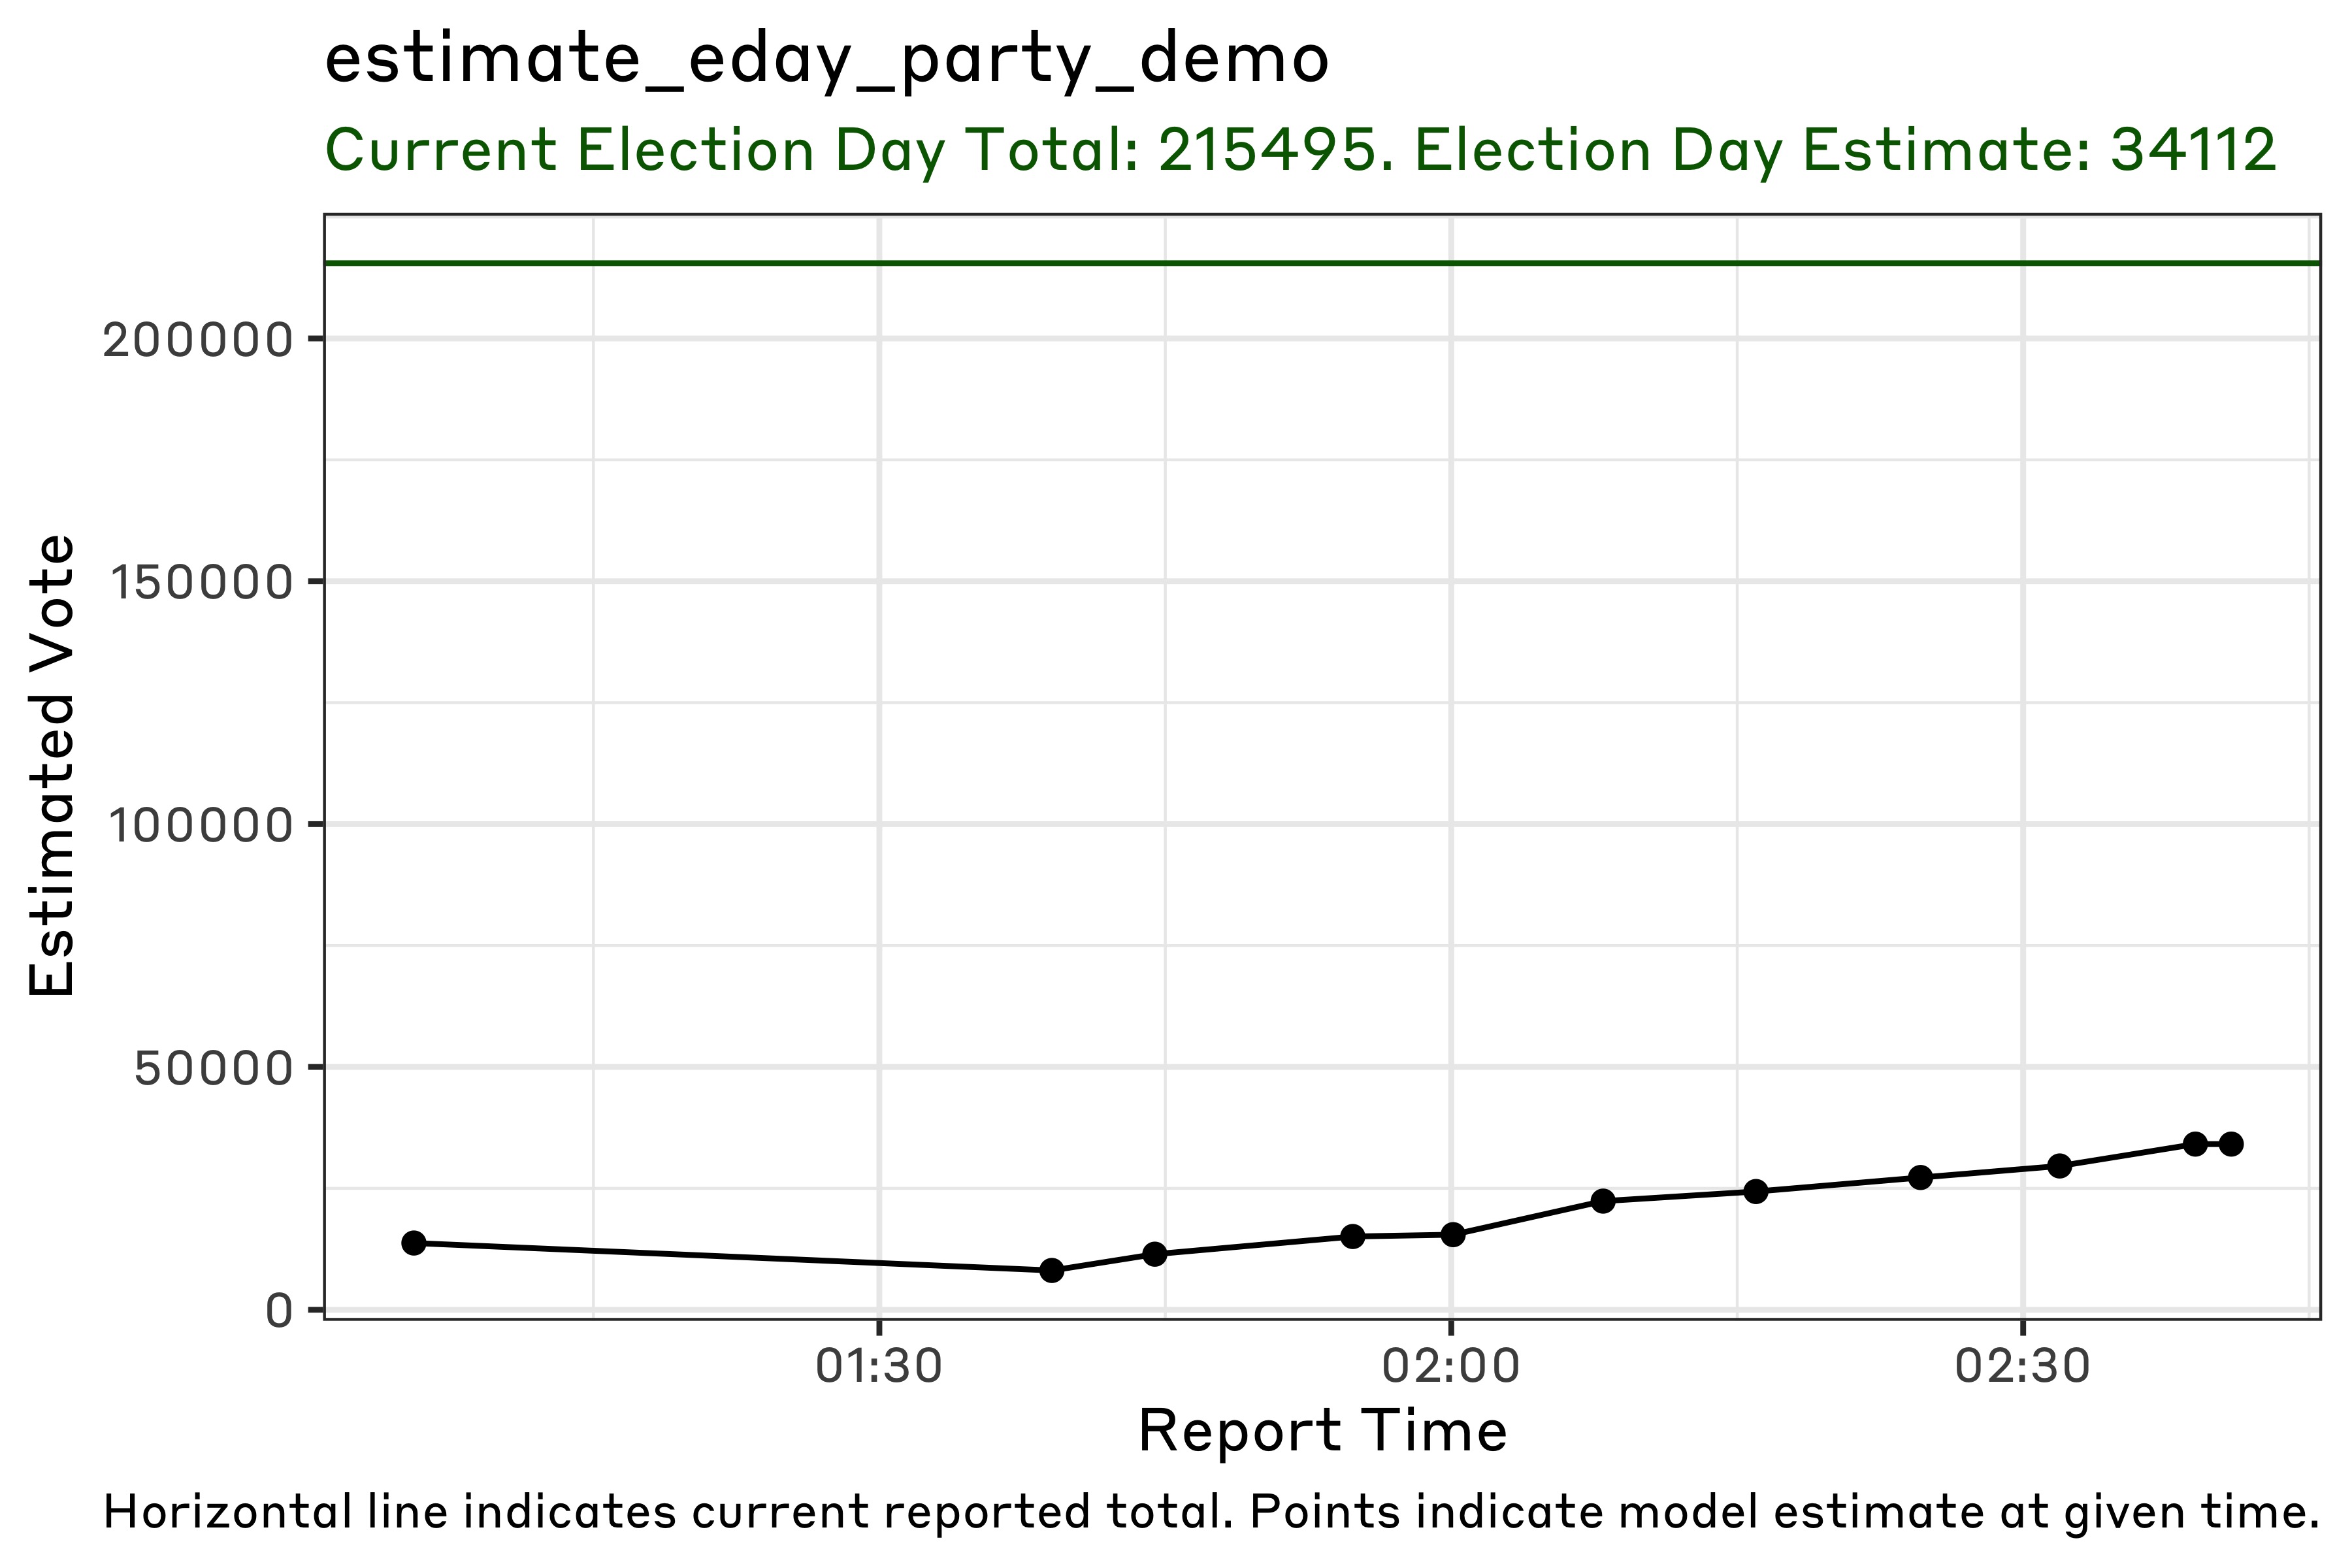 estimate_eday_party_demo
Current Election Day Total: 215495. Election Day Estimate: 34112
Estimated Vote
200000
150000
100000
50000
0
01:30 02:00 02:30
Report Time
Horizontal line indicates current reported total. Points indicate model estimate at given time.